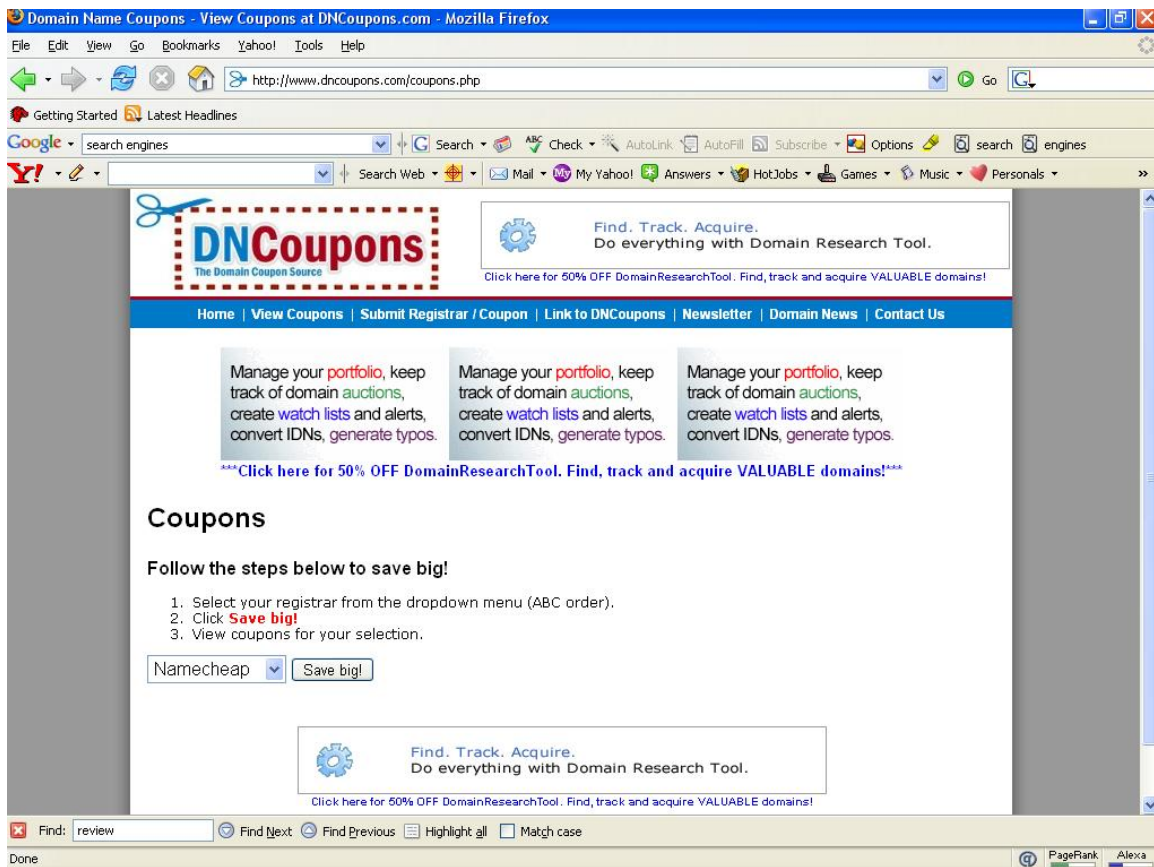 Domain Name Coupons - View Coupons at DNCoupons.com - Mozilla Firefox
File Edit View Go Bookmarks Yahoo! Tools Help
http://www.dncoupons.com/coupons.php Go G
Getting Started Latest Headlines
Google search engines G Search ABC Check AutoLink AutoFill Subscribe Options search engines
Y! Search Web Mail My My Yahoo! Answers HotJobs Games Music Personals »
DNCoupons
The Domain Coupon Source
Find. Track. Acquire.
Do everything with Domain Research Tool.
Click here for 50% OFF DomainResearchTool. Find, track and acquire VALUABLE domains!
Home | View Coupons | Submit Registrar / Coupon | Link to DNCoupons | Newsletter | Domain News | Contact Us
Manage your portfolio, keep
track of domain auctions,
create watch lists and alerts,
convert IDNs, generate typos.
Manage your portfolio, keep
track of domain auctions,
create watch lists and alerts,
convert IDNs, generate typos.
Manage your portfolio, keep
track of domain auctions,
create watch lists and alerts,
convert IDNs, generate typos.
***Click here for 50% OFF DomainResearchTool. Find, track and acquire VALUABLE domains!***
Coupons
Follow the steps below to save big!
1. Select your registrar from the dropdown menu (ABC order).
2. Click Save big!
3. View coupons for your selection.
Namecheap Save big!
Find. Track. Acquire.
Do everything with Domain Research Tool.
Click here for 50% OFF DomainResearchTool. Find, track and acquire VALUABLE domains!
Find: review Find Next Find Previous Highlight all Match case
Done @ PageRank Alexa